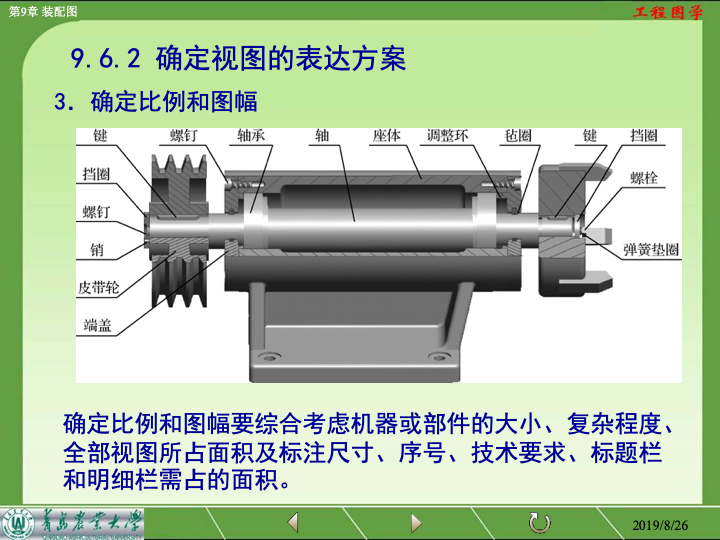 第9章 装配图
工程图学
9.6.2 确定视图的表达方案
3．确定比例和图幅
键 螺钉 轴承 轴 座体 调整环 毡圈 键 挡圈
挡圈 螺栓
螺钉
销 弹簧垫圈
皮带轮
端盖
确定比例和图幅要综合考虑机器或部件的大小、复杂程度、
全部视图所占面积及标注尺寸、序号、技术要求、标题栏
和明细栏需占的面积。
青岛农业大学
2019/8/26